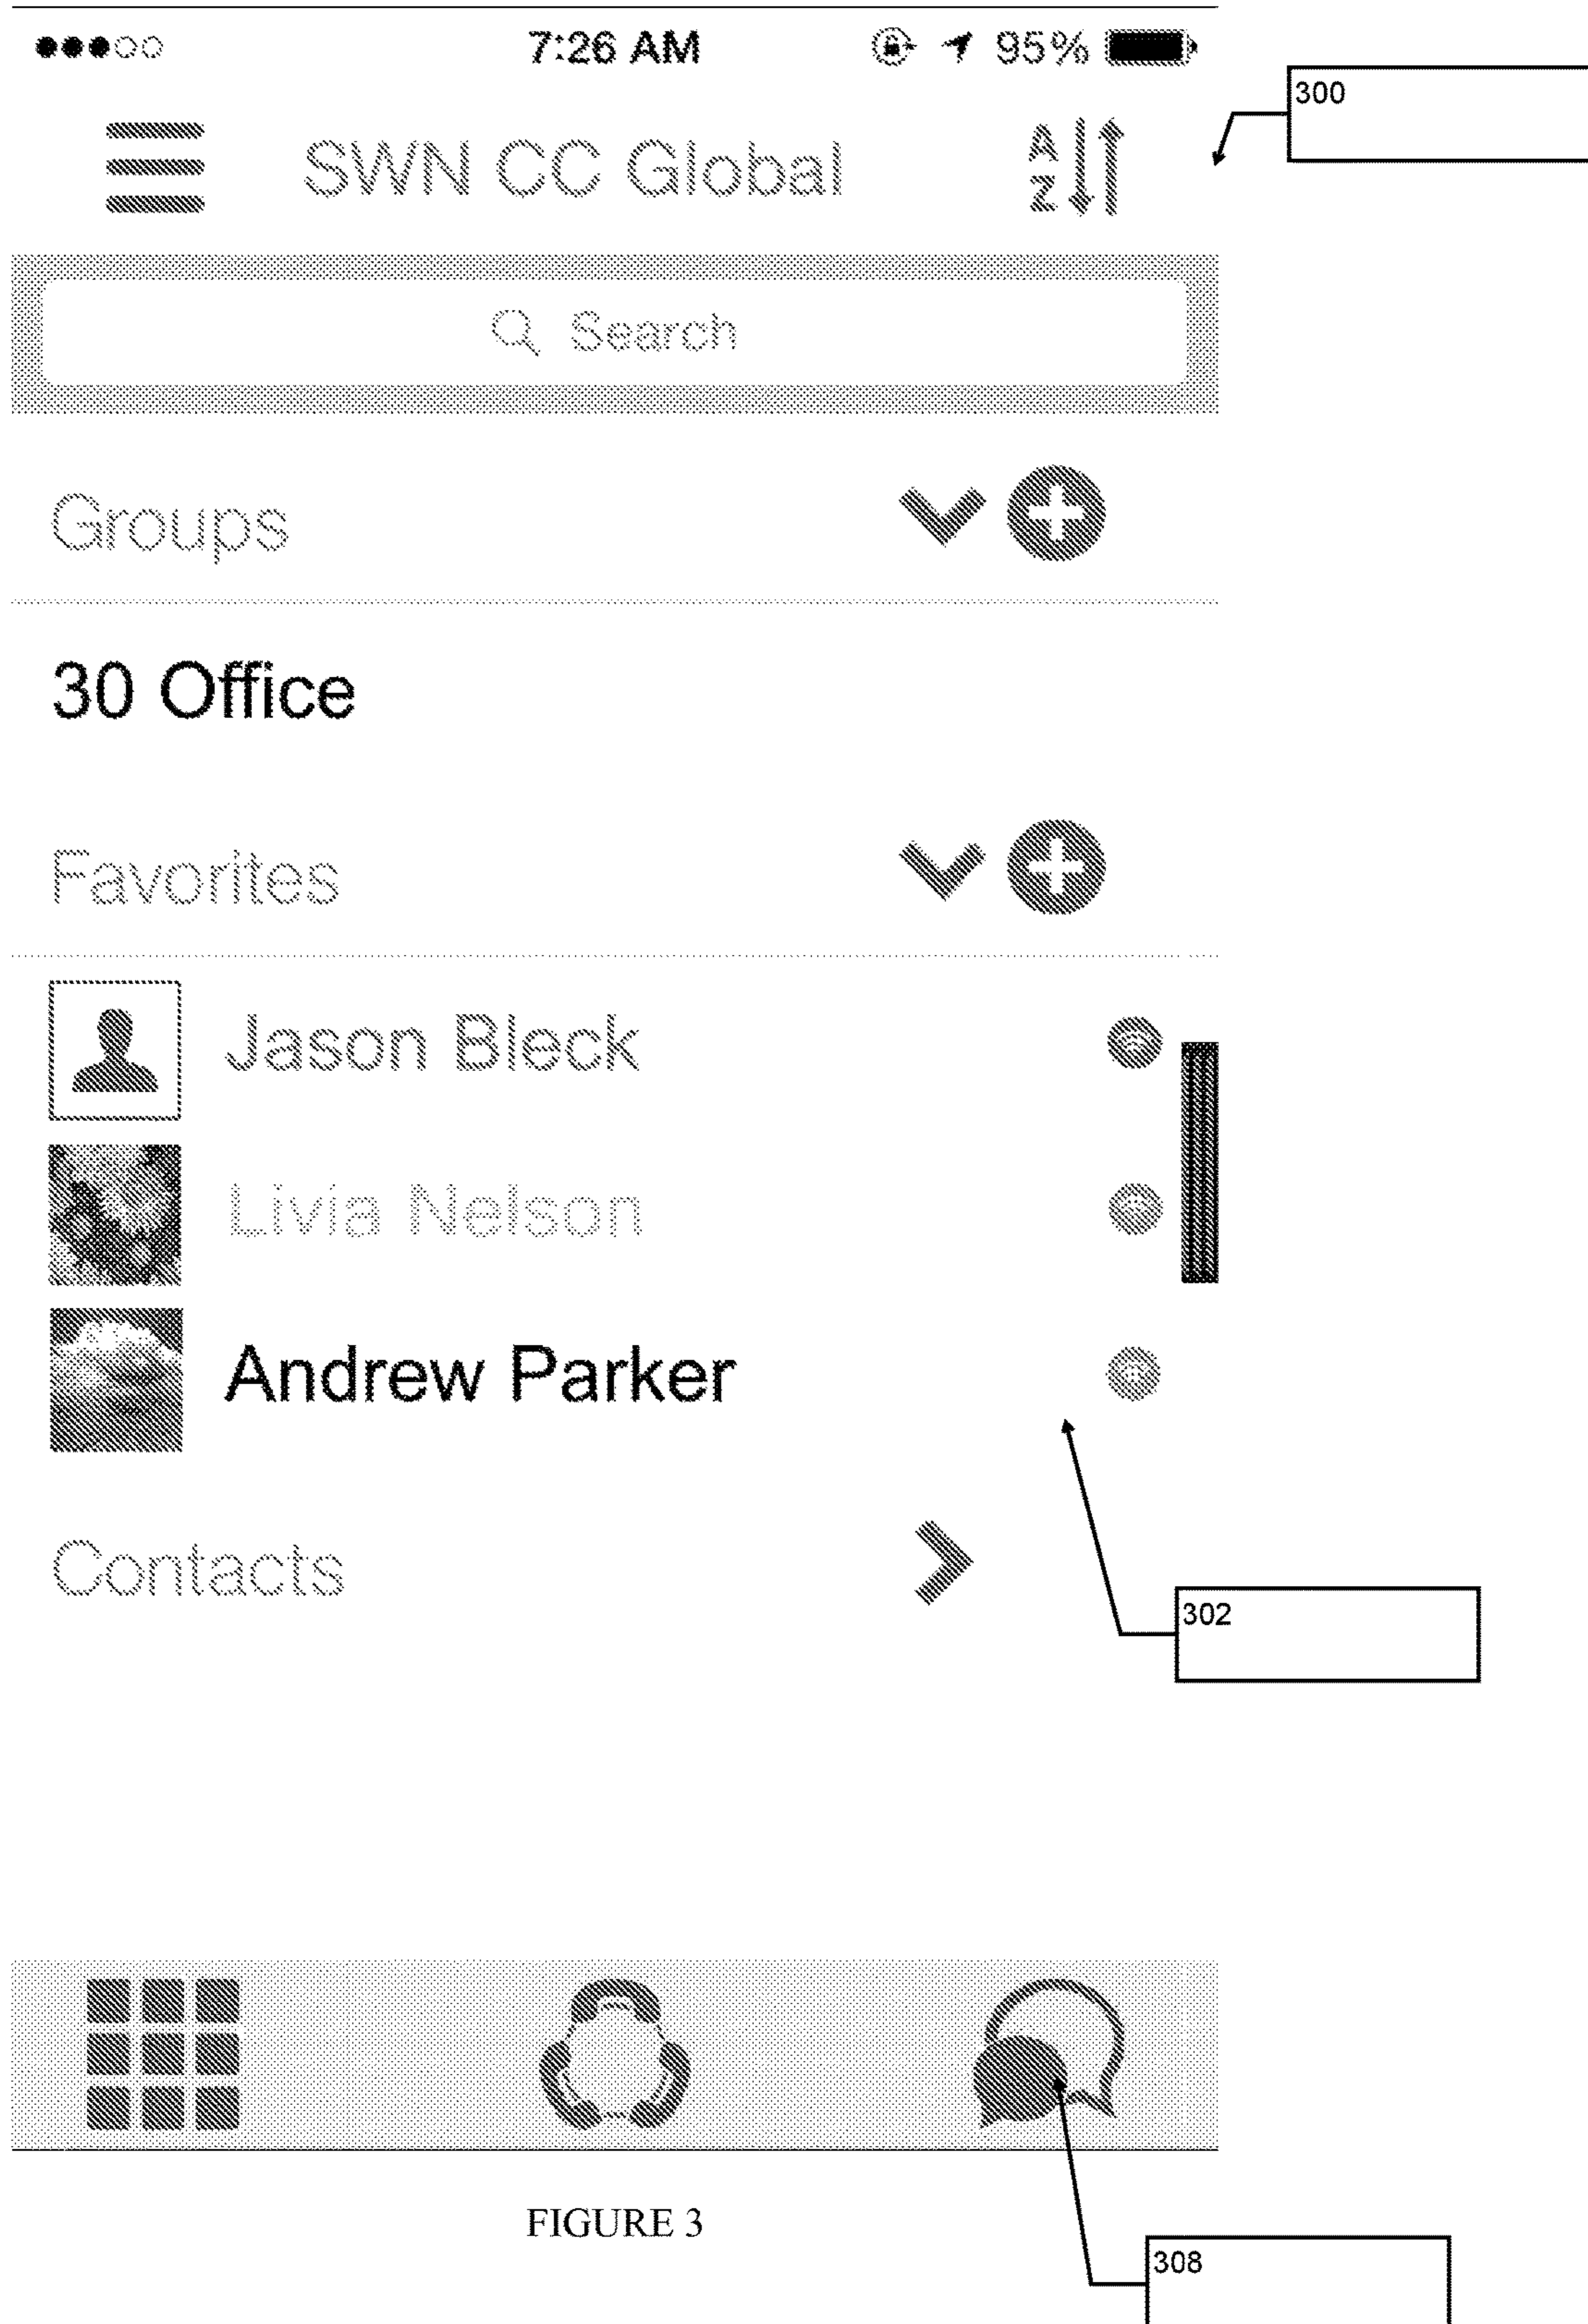 7:26 AM 95%
300
SWN CC Global
A
Z
Search
Groups
30 Office
Favorites
Jason Bleck
Livia Nelson
Andrew Parker
Contacts
302
FIGURE 3
308